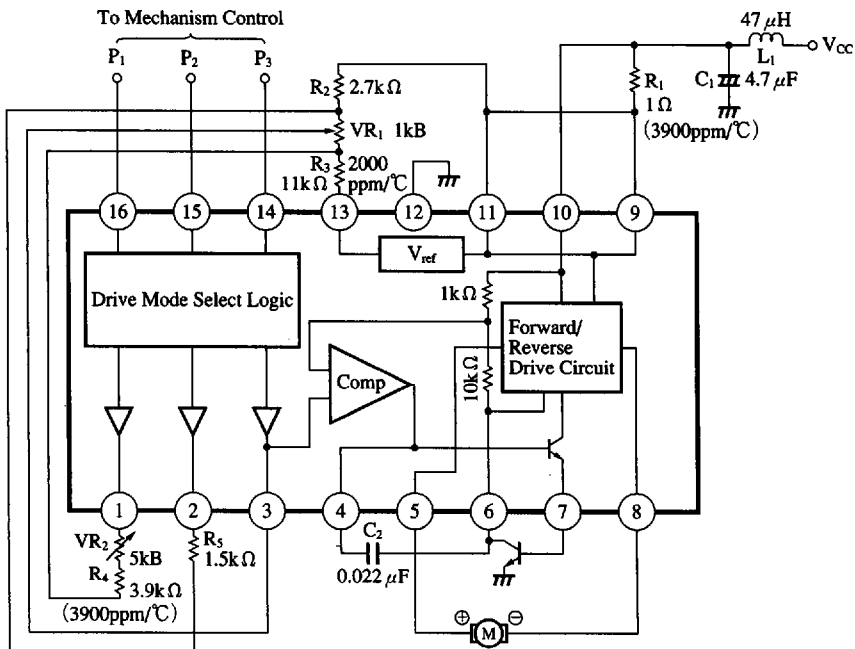 To Mechanism Control
P₁ P₂ P₃
47 μH
L₁
VCC
R₂ 2.7kΩ
R₁
1Ω
(3900ppm/℃)
C₁ 4.7 μF
VR₁ 1kB
R₃ 2000
11kΩ ppm/℃
16 15 14 13 12 11 10 9
Vref
Drive Mode Select Logic
1kΩ
Forward/
Reverse
Drive Circuit
Comp
10kΩ
1 2 3 4 5 6 7 8
VR₂
5kB
R₄
3.9kΩ
(3900ppm/℃)
R₅
1.5kΩ
C₂
0.022 μF
⊕ M ⊖